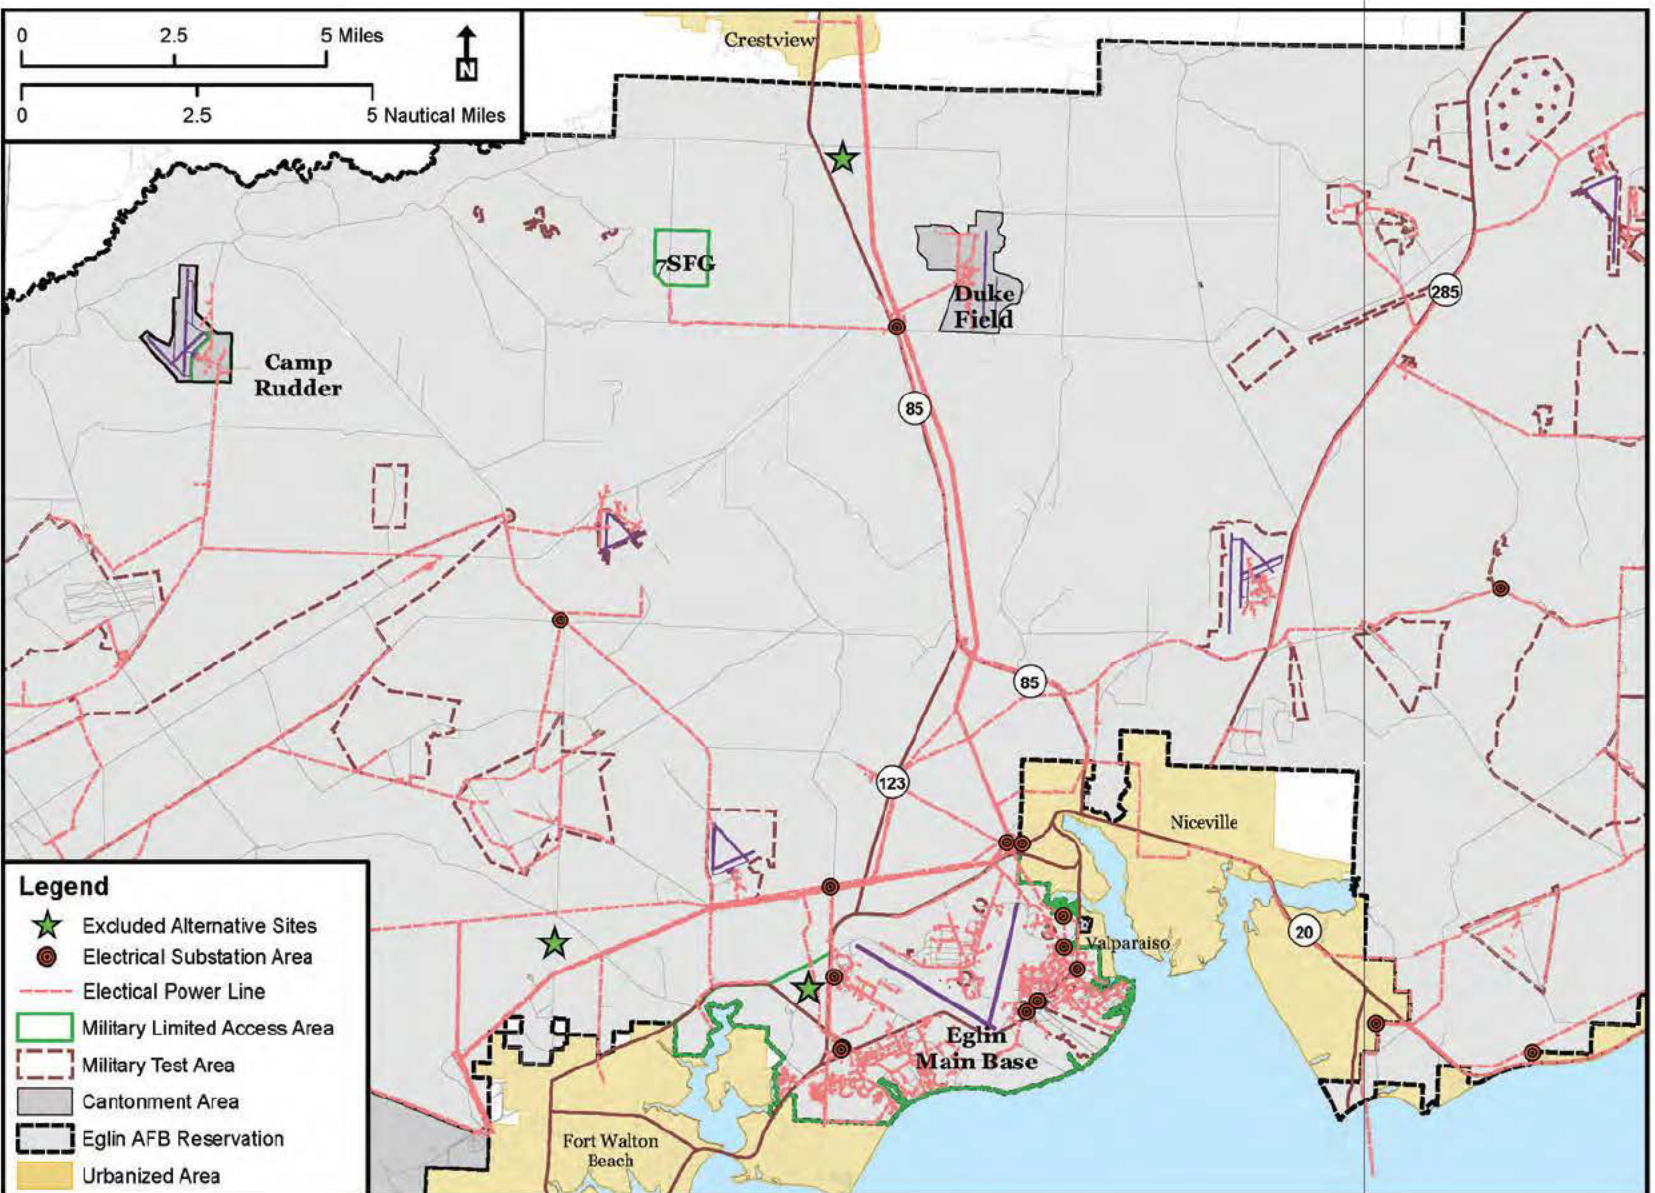 0 2.5 5 Miles
N
0 2.5 5 Nautical Miles
Crestview
7SFG
Duke
Field
285
Camp
Rudder
85
85
123
Niceville
20
Valparaiso
Eglin
Main Base
Fort Walton
Beach
Legend
Excluded Alternative Sites
Electrical Substation Area
Electical Power Line
Military Limited Access Area
Military Test Area
Cantonment Area
Eglin AFB Reservation
Urbanized Area